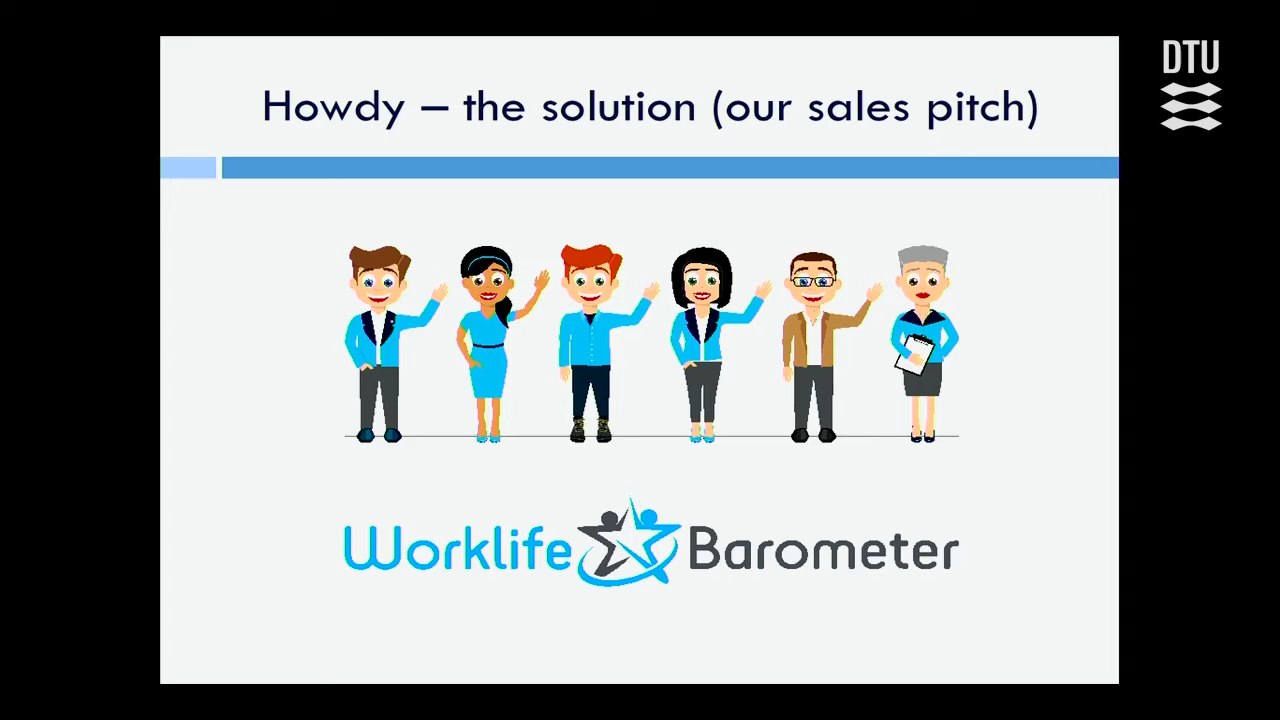 Howdy – the solution (our sales pitch)
DTU
Worklife Barometer